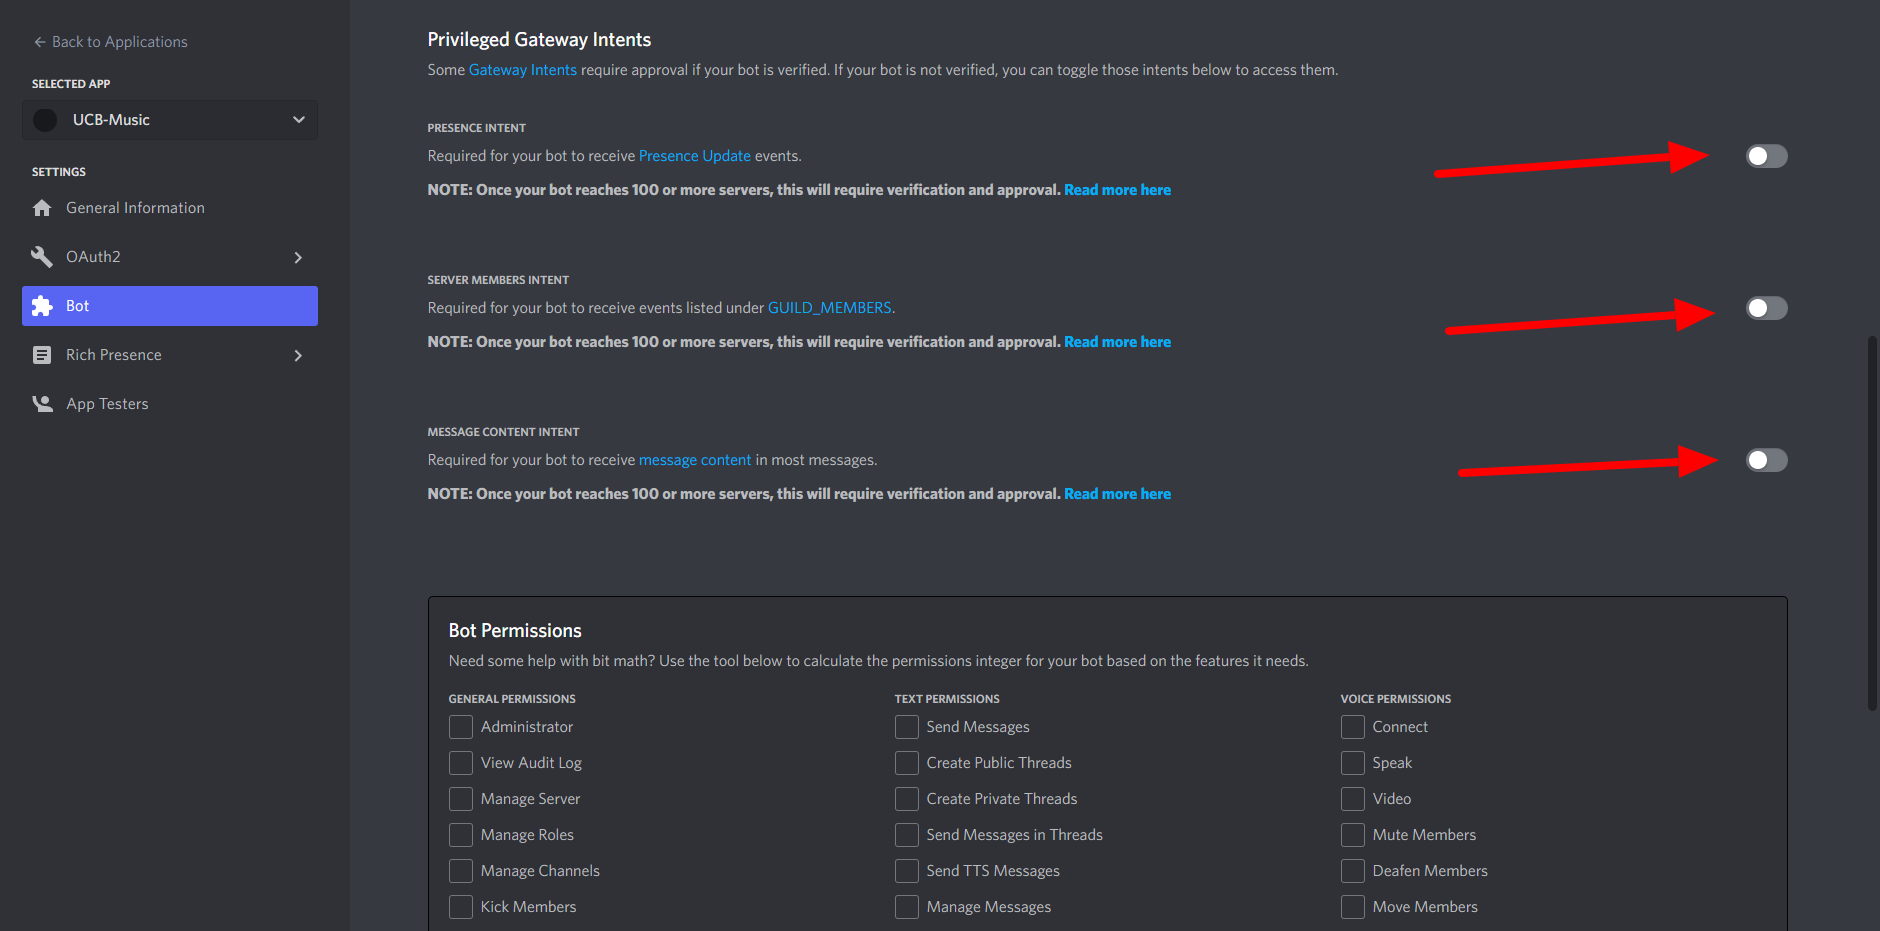 Back to Applications
SELECTED APP
UCB-Music
SETTINGS
General Information
OAuth2
Bot
Rich Presence
App Testers
Privileged Gateway Intents
Some Gateway Intents require approval if your bot is verified. If your bot is not verified, you can toggle those intents below to access them.
PRESENCE INTENT
Required for your bot to receive Presence Update events.
NOTE: Once your bot reaches 100 or more servers, this will require verification and approval. Read more here
SERVER MEMBERS INTENT
Required for your bot to receive events listed under GUILD_MEMBERS.
NOTE: Once your bot reaches 100 or more servers, this will require verification and approval. Read more here
MESSAGE CONTENT INTENT
Required for your bot to receive message content in most messages.
NOTE: Once your bot reaches 100 or more servers, this will require verification and approval. Read more here
Bot Permissions
Need some help with bit math? Use the tool below to calculate the permissions integer for your bot based on the features it needs.
GENERAL PERMISSIONS
Administrator
View Audit Log
Manage Server
Manage Roles
Manage Channels
Kick Members
TEXT PERMISSIONS
Send Messages
Create Public Threads
Create Private Threads
Send Messages in Threads
Send TTS Messages
Manage Messages
VOICE PERMISSIONS
Connect
Speak
Video
Mute Members
Deafen Members
Move Members